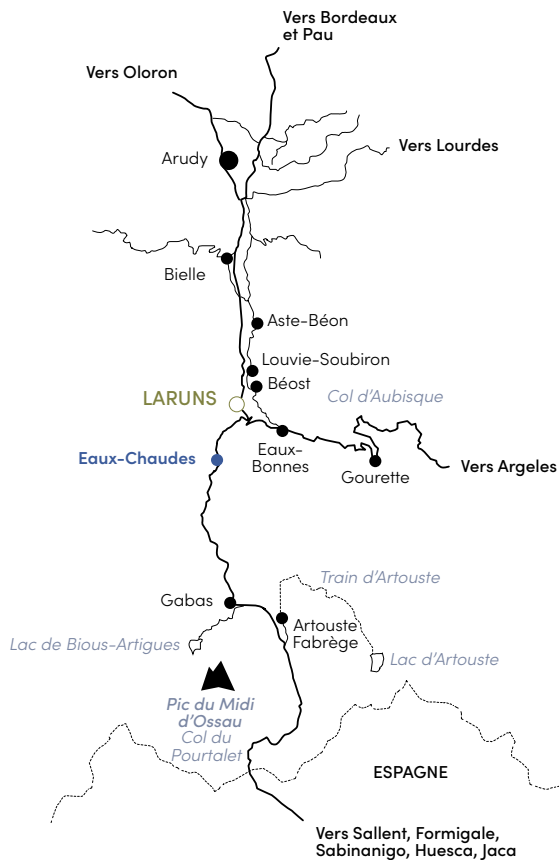 Vers Bordeaux
et Pau
Vers Oloron
Vers Lourdes
Arudy
Bielle
Aste-Béon
Louvie-Soubiron
Béost
LARUNS
Col d'Aubisque
Eaux-
Bonnes
Eaux-Chaudes
Gourette
Vers Argeles
Train d'Artouste
Gabas
Artouste
Fabrège
Lac de Bious-Artigues
Lac d'Artouste
Pic du Midi
d'Ossau
Col du
Pourtalet
ESPAGNE
Vers Sallent, Formigale,
Sabinanigo, Huesca, Jaca